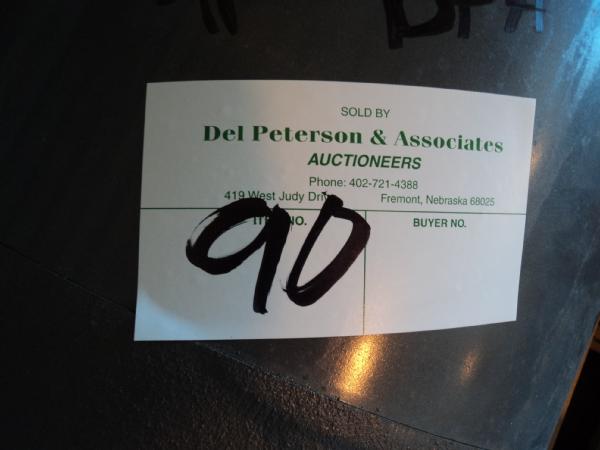 SOLD BY
Del Peterson & Associates
AUCTIONEERS
Phone: 402-721-4388
419 West Judy Drive Fremont, Nebraska 68025
NO. BUYER NO.
90